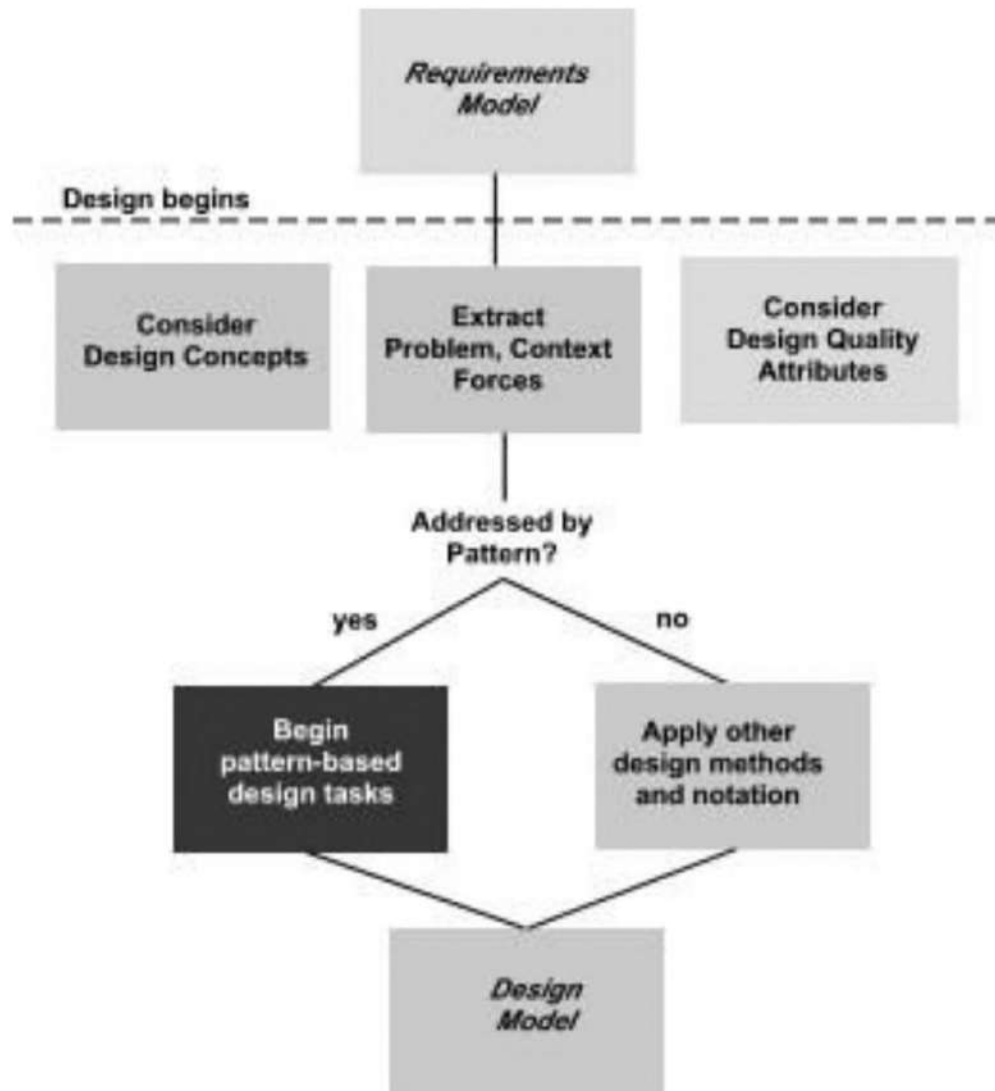 Requirements
Model
Design begins
Consider
Design Concepts
Extract
Problem, Context
Forces
Consider
Design Quality
Attributes
Addressed by
Pattern?
yes
no
Begin
pattern-based
design tasks
Apply other
design methods
and notation
Design
Model